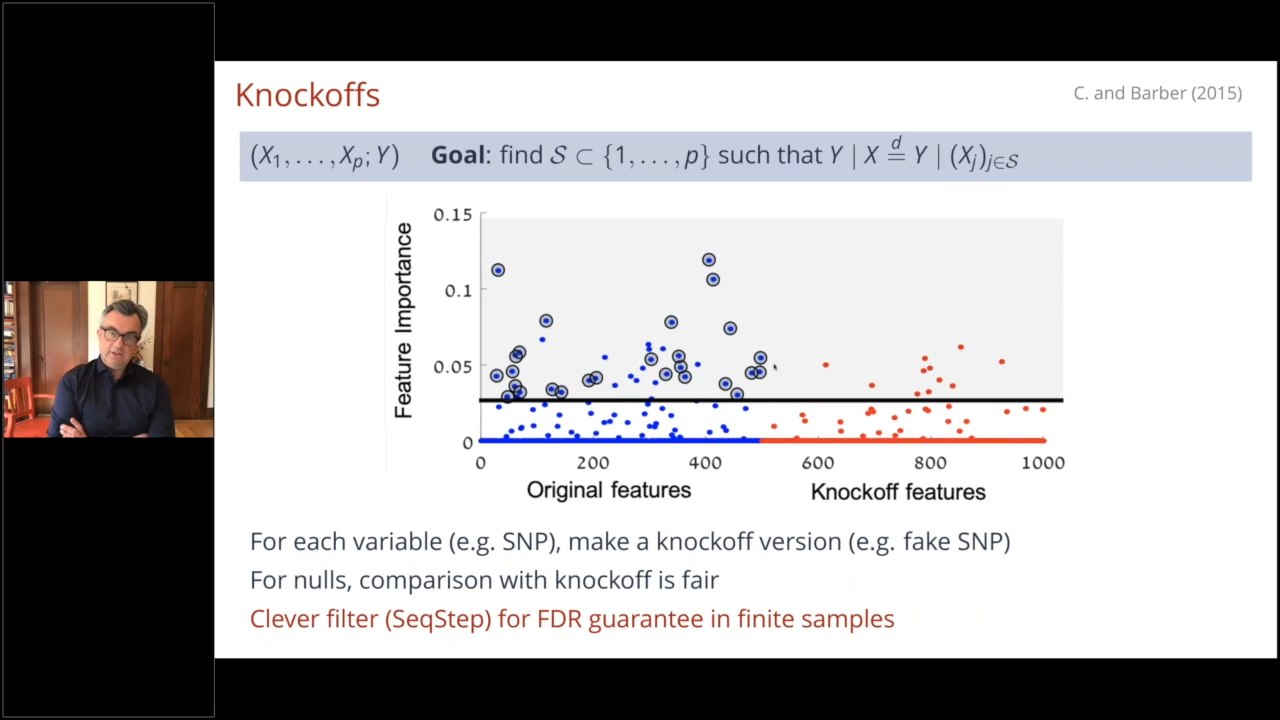 Knockoffs
C. and Barber (2015)
(X₁, . . . , Xₚ; Y) Goal: find 𝒮 ⊂ {1, . . . , p} such that Y | X =ᵈ Y | (Xⱼ)ⱼ∈𝒮
Feature Importance
0.15
0.1
0.05
0
0 200 400 600 800 1000
Original features Knockoff features
For each variable (e.g. SNP), make a knockoff version (e.g. fake SNP)
For nulls, comparison with knockoff is fair
Clever filter (SeqStep) for FDR guarantee in finite samples